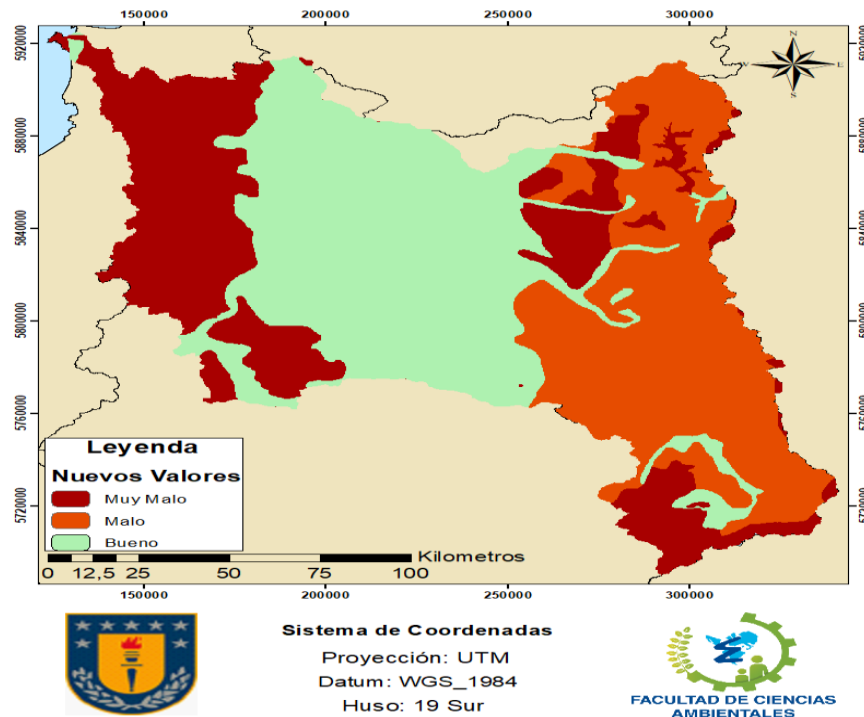 150000 200000 250000 300000
5920000
5880000
5840000
5800000
5760000
5720000
N
E
S
Leyenda
Nuevos Valores
Muy Malo
Malo
Bueno
Kilometros
0 12,5 25 50 75 100
150000 200000 250000 300000
Sistema de Coordenadas
Proyección: UTM
Datum: WGS_1984
Huso: 19 Sur
FACULTAD DE CIENCIAS
AMBIENTALES